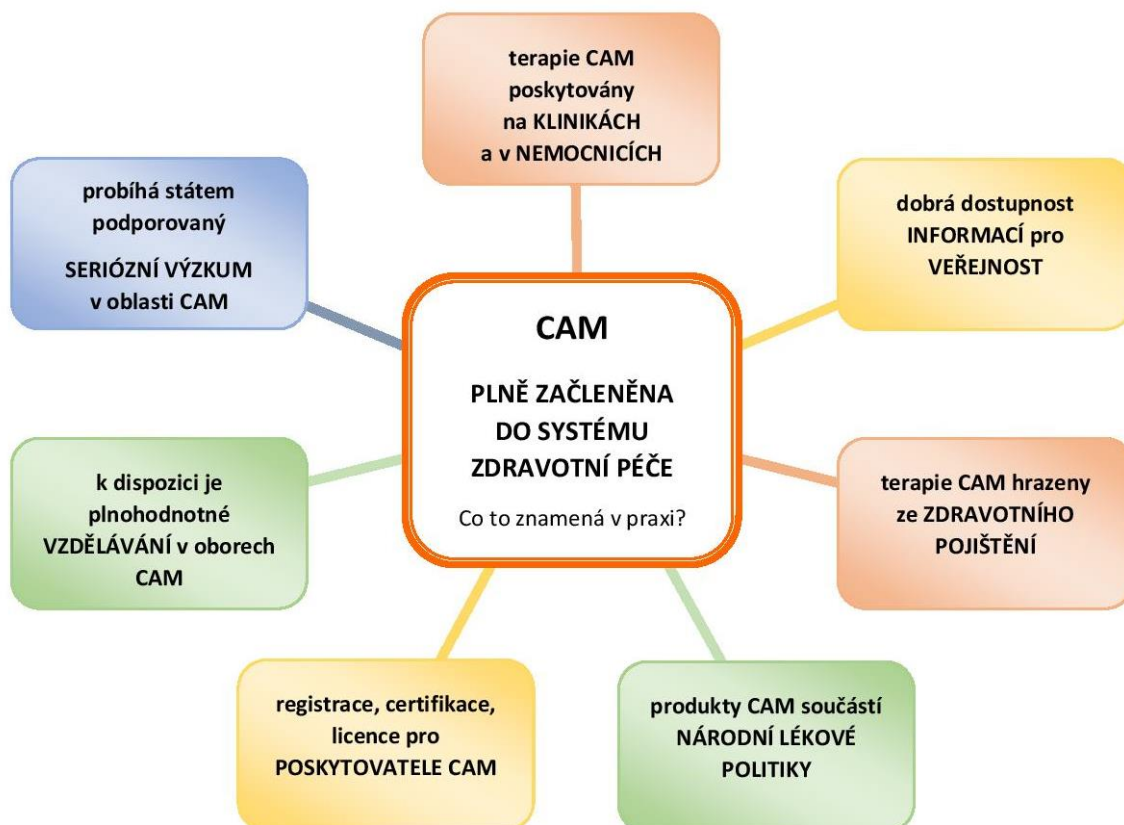 terapie CAM
poskytovány
na KLINIKÁCH
a v NEMOCNICÍCH
probíhá státem
podporovaný
SERIÓZNÍ VÝZKUM
v oblasti CAM
dobrá dostupnost
INFORMACÍ pro
VEŘEJNOST
CAM
PLNĚ ZAČLENĚNA
DO SYSTÉMU
ZDRAVOTNÍ PÉČE
Co to znamená v praxi?
k dispozici je
plnohodnotné
VZDĚLÁVÁNÍ v oborech
CAM
terapie CAM hrazeny
ze ZDRAVOTNÍHO
POJIŠTĚNÍ
registrace, certifikace,
licence pro
POSKYTOVATELE CAM
produkty CAM součástí
NÁRODNÍ LÉKOVÉ
POLITIKY